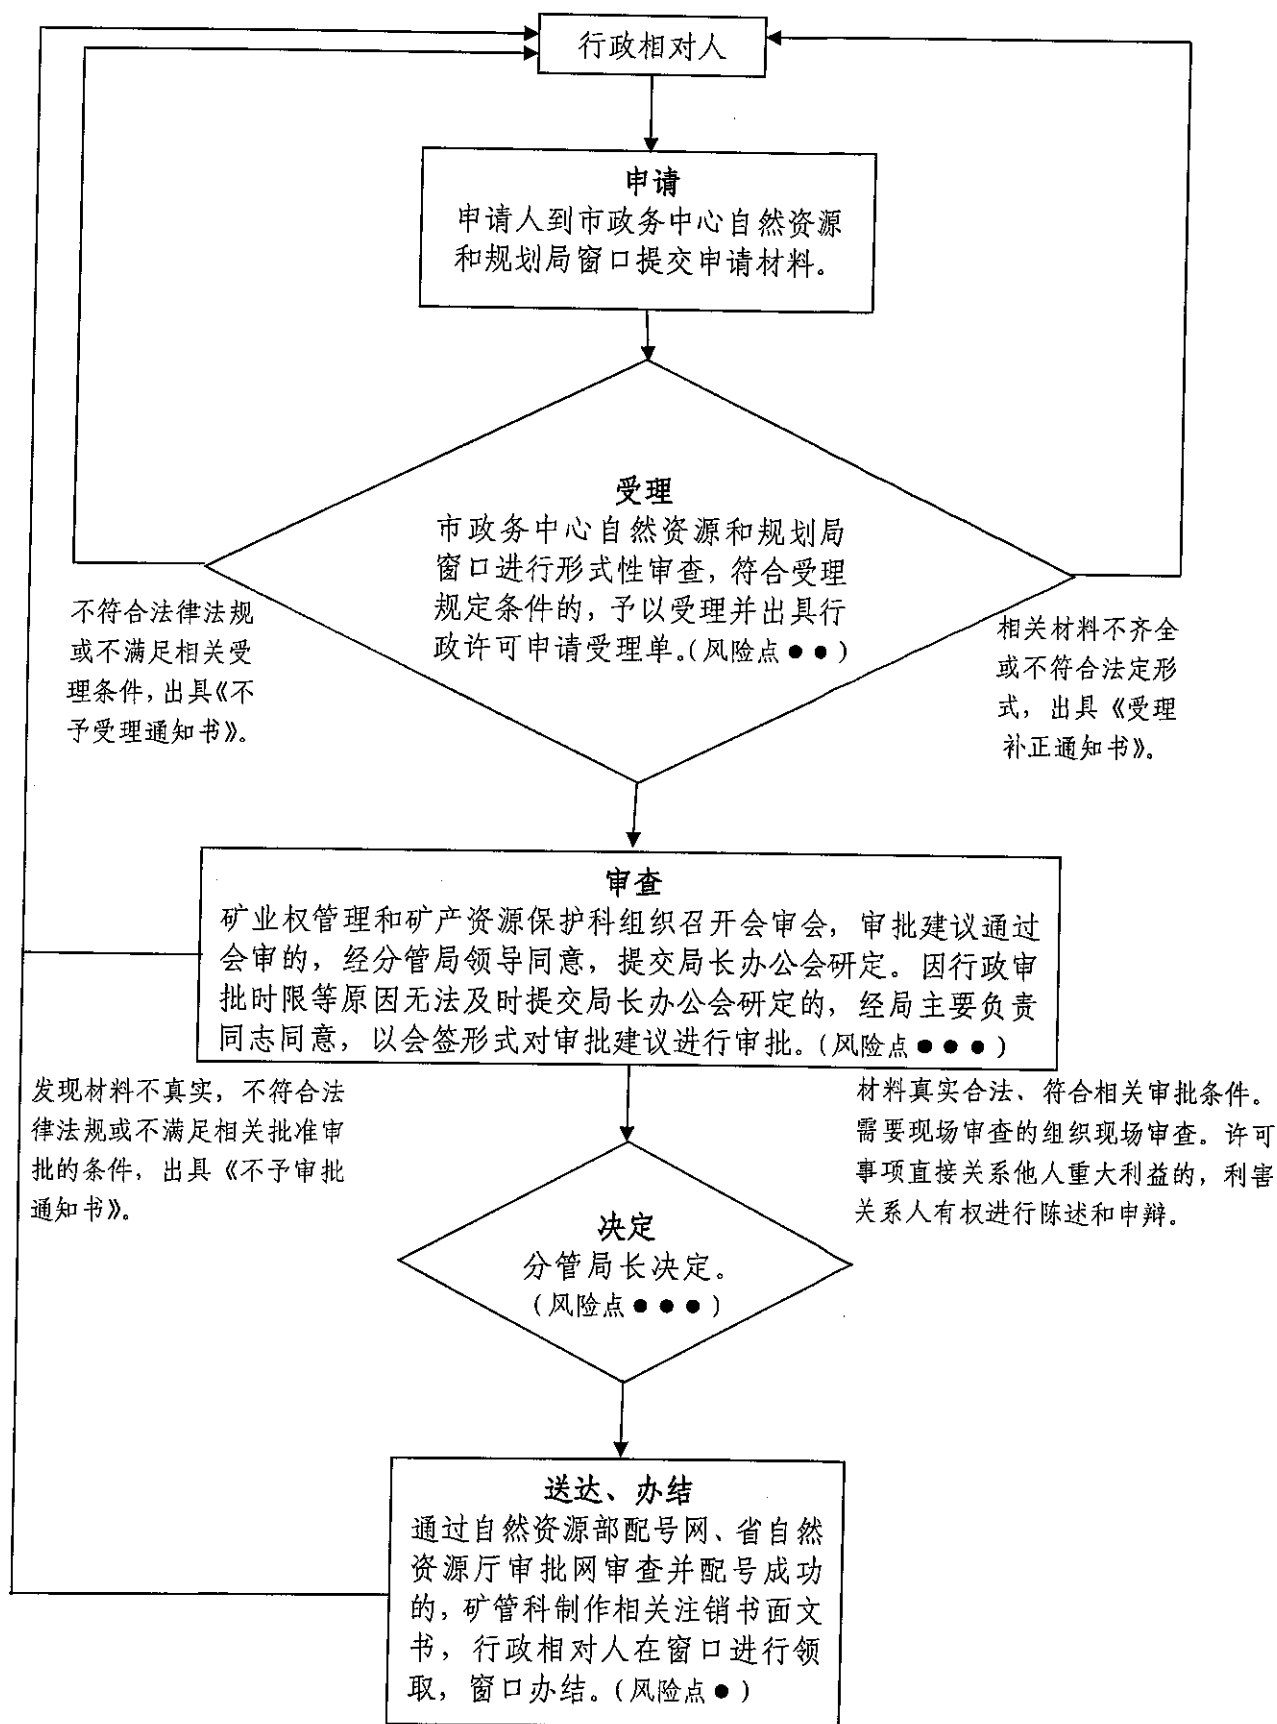 行政相对人
申请
申请人到市政务中心自然资源
和规划局窗口提交申请材料。
受理
市政务中心自然资源和规划局
窗口进行形式性审查,符合受理
规定条件的,予以受理并出具行
政许可申请受理单。(风险点●●)
不符合法律法规
或不满足相关受
理条件,出具《不
予受理通知书》。
相关材料不齐全
或不符合法定形
式,出具《受理
补正通知书》。
审查
矿业权管理和矿产资源保护科组织召开会审会,审批建议通过
会审的,经分管局领导同意,提交局长办公会研定。因行政审
批时限等原因无法及时提交局长办公会研定的,经局主要负责
同志同意,以会签形式对审批建议进行审批。(风险点●●●)
发现材料不真实,不符合法
律法规或不满足相关批准审
批的条件,出具《不予审批
通知书》。
材料真实合法、符合相关审批条件。
需要现场审查的组织现场审查。许可
事项直接关系他人重大利益的,利害
关系人有权进行陈述和申辩。
决定
分管局长决定。
(风险点●●●)
送达、办结
通过自然资源部配号网、省自然
资源厅审批网审查并配号成功
的,矿管科制作相关注销书面文
书,行政相对人在窗口进行领
取,窗口办结。(风险点●)